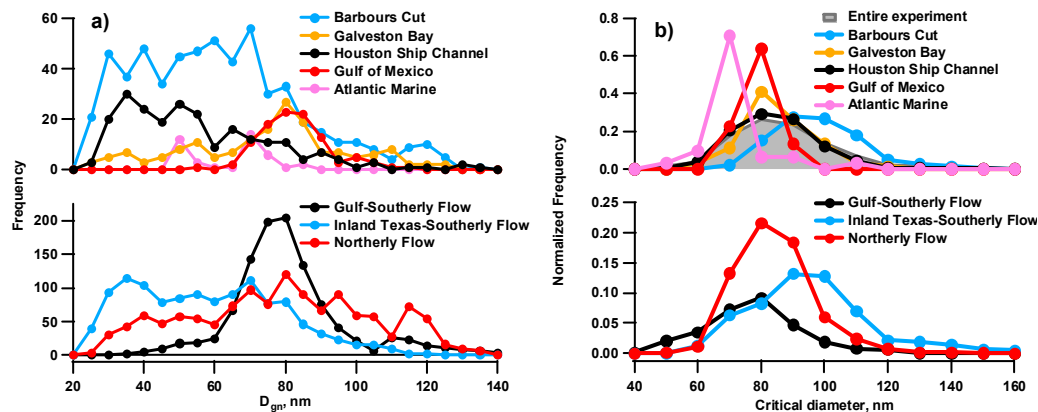 a)
Barbours Cut
Galveston Bay
Houston Ship Channel
Gulf of Mexico
Atlantic Marine
60
40
20
0
Frequency
Gulf-Southerly Flow
Inland Texas-Southerly Flow
Northerly Flow
200
150
100
50
0
20 40 60 80 100 120 140
Dgn, nm
b)
Entire experiment
Barbours Cut
Galveston Bay
Houston Ship Channel
Gulf of Mexico
Atlantic Marine
0.8
0.6
0.4
0.2
0.0
Normalized Frequency
Gulf-Southerly Flow
Inland Texas-Southerly Flow
Northerly Flow
0.25
0.20
0.15
0.10
0.05
0.00
40 60 80 100 120 140 160
Critical diameter, nm